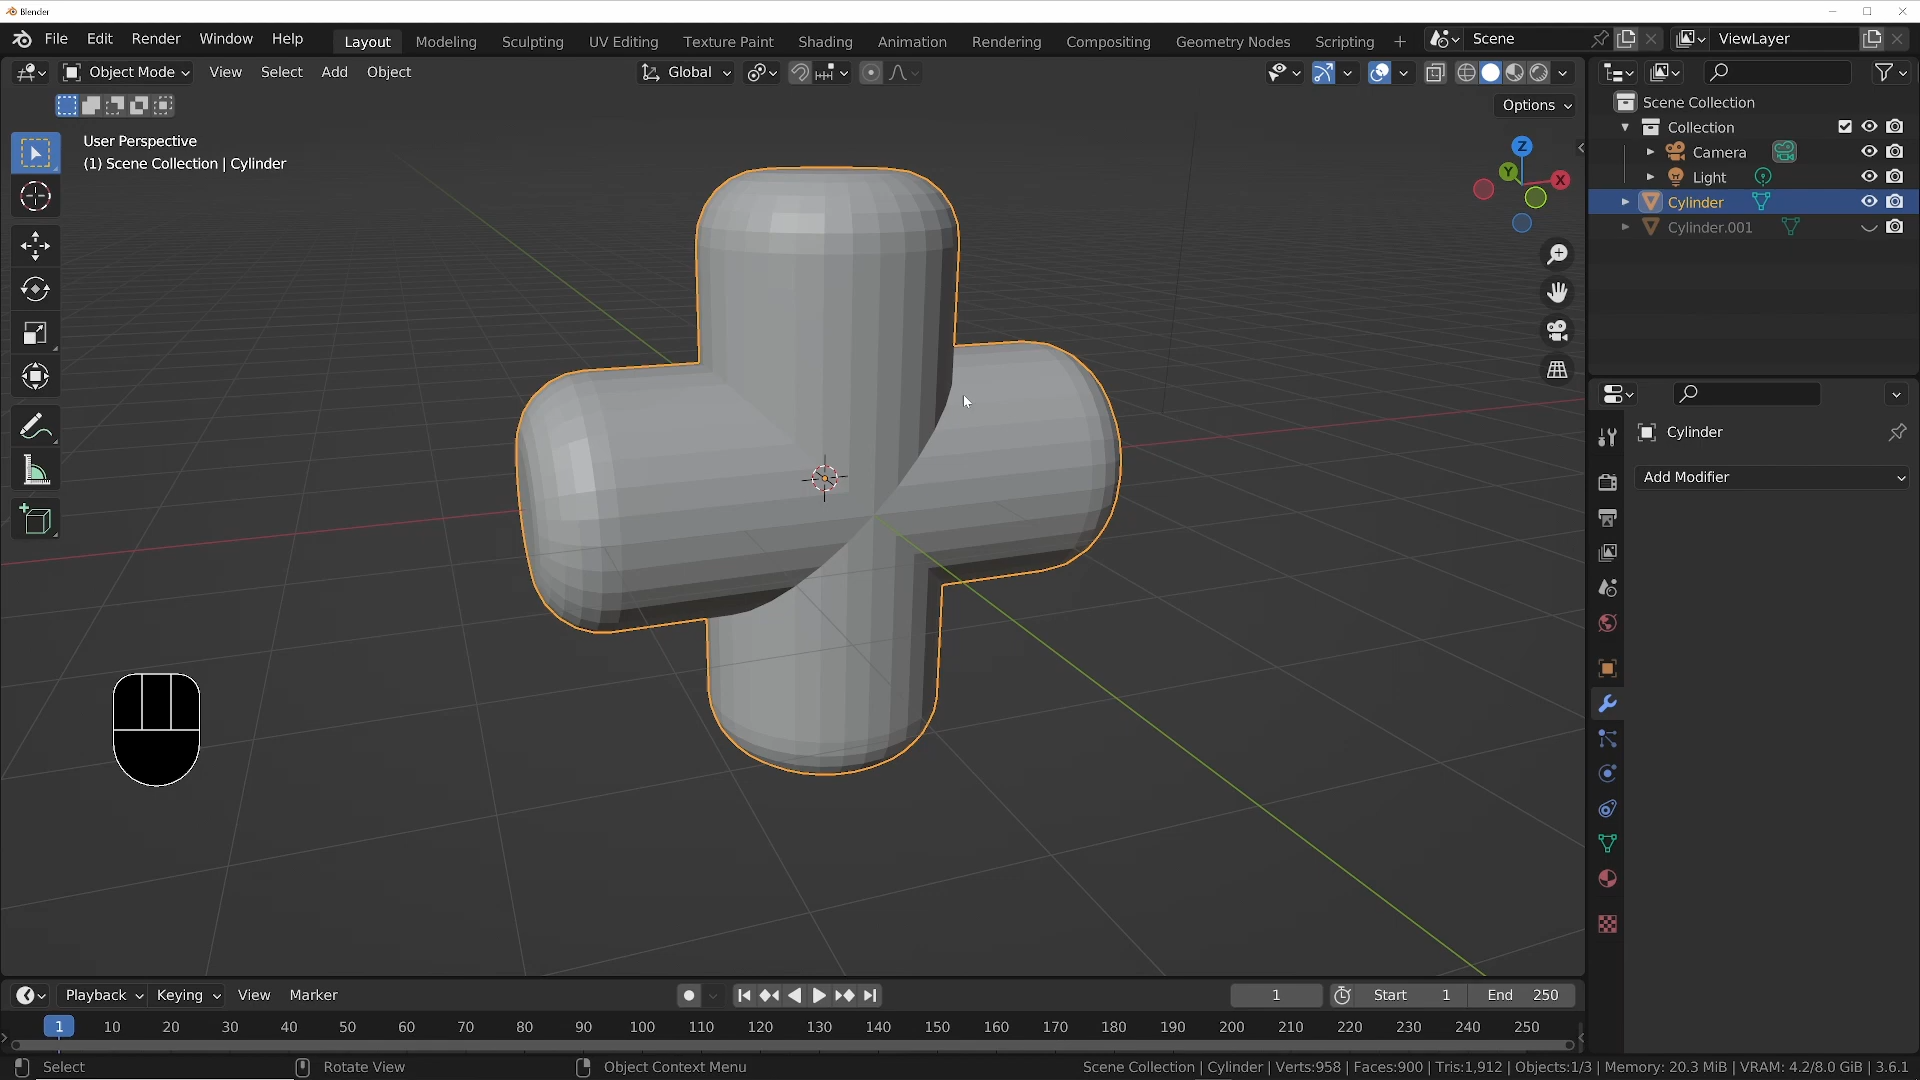 Blender
File Edit Render Window Help Layout Modeling Sculpting UV Editing Texture Paint Shading Animation Rendering Compositing Geometry Nodes Scripting + Scene ViewLayer
Object Mode View Select Add Object Global
Options
User Perspective
(1) Scene Collection | Cylinder
Z
Y
X
Scene Collection
Collection
Camera
Light
Cylinder
Cylinder.001
Cylinder
Add Modifier
Playback Keying View Marker 1 Start 1 End 250
1 10 20 30 40 50 60 70 80 90 100 110 120 130 140 150 160 170 180 190 200 210 220 230 240 250
Select Rotate View Object Context Menu Scene Collection | Cylinder | Verts:958 | Faces:900 | Tris:1,912 | Objects:1/3 | Memory: 20.3 MiB | VRAM: 4.2/8.0 GiB | 3.6.1